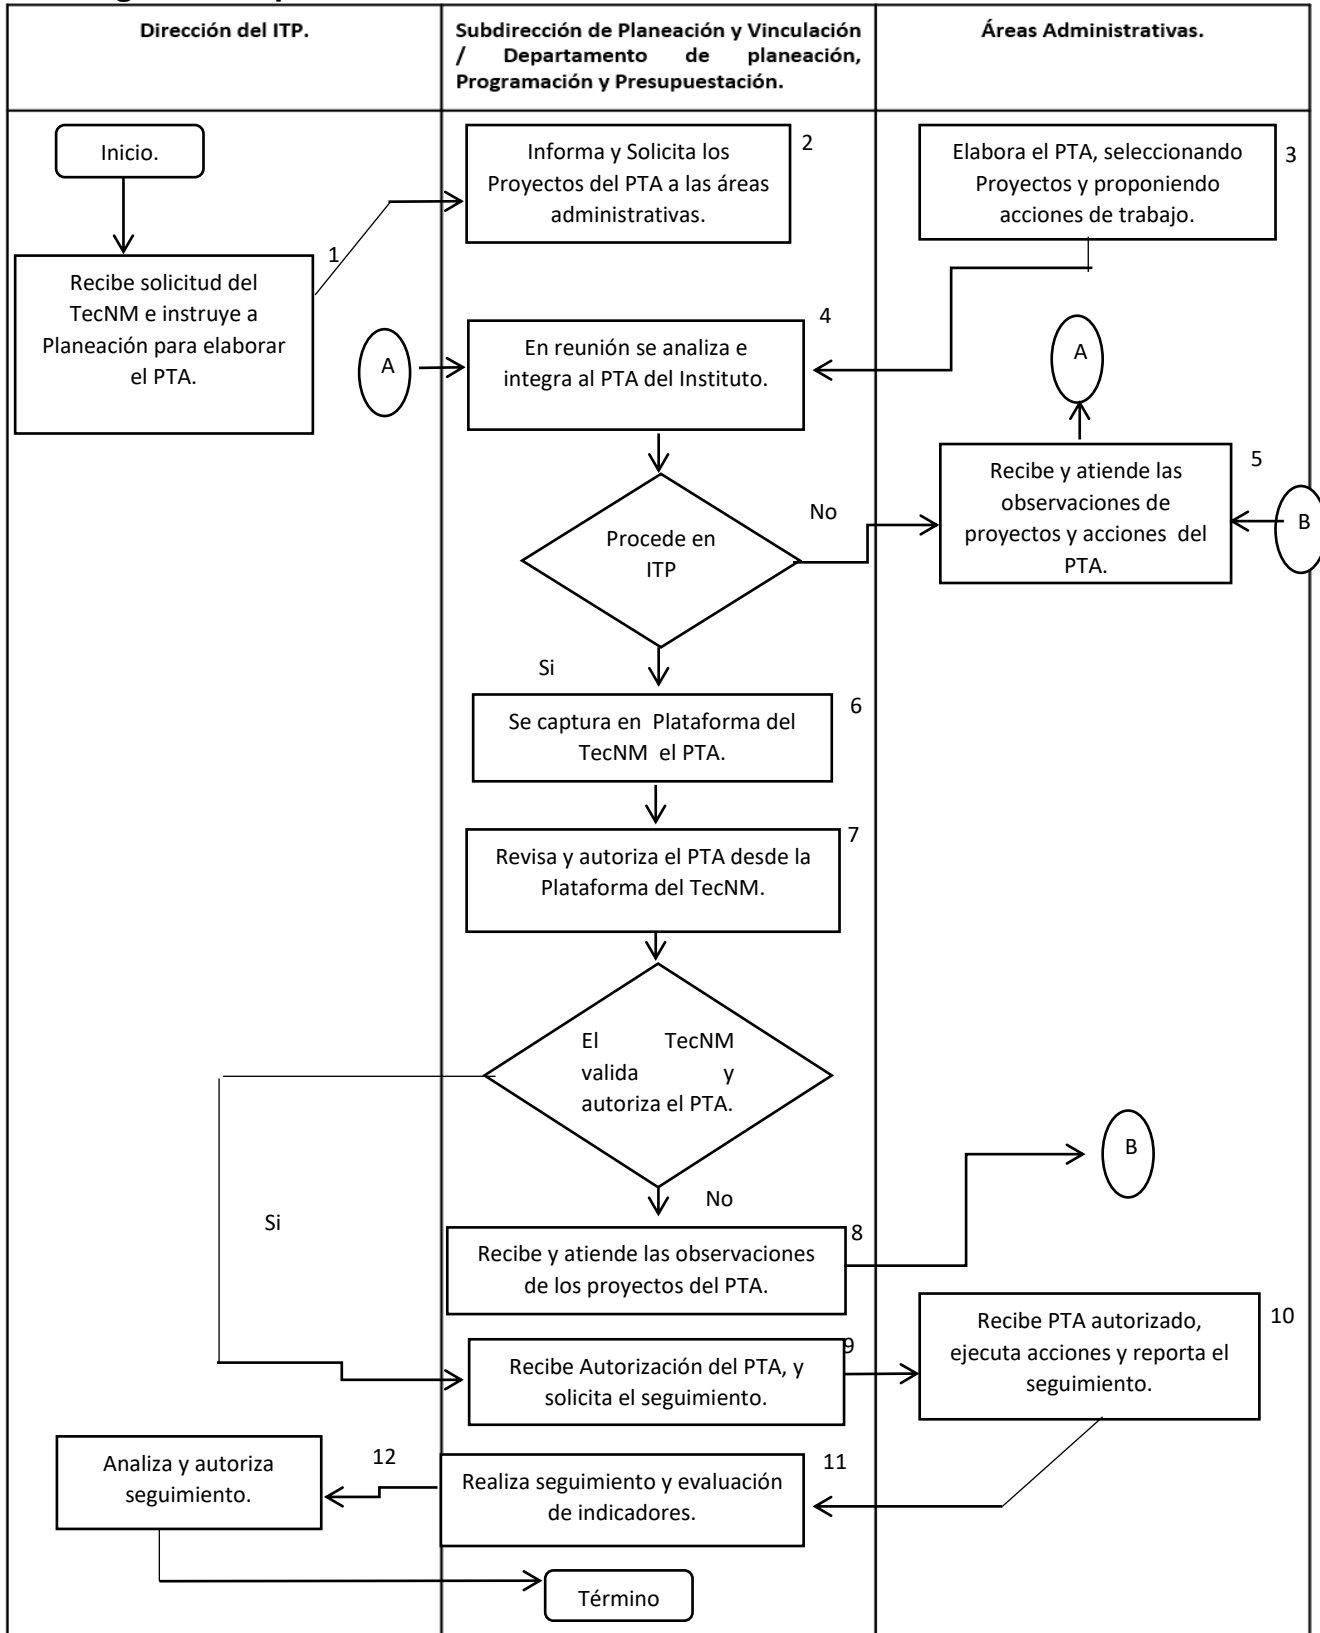 Dirección del ITP.
Subdirección de Planeación y Vinculación
/ Departamento de planeación,
Programación y Presupuestación.
Áreas Administrativas.
Inicio.
1
Recibe solicitud del
TecNM e instruye a
Planeación para elaborar
el PTA.
2
Informa y Solicita los
Proyectos del PTA a las áreas
administrativas.
3
Elabora el PTA, seleccionando
Proyectos y proponiendo
acciones de trabajo.
A
4
En reunión se analiza e
integra al PTA del Instituto.
A
5
Recibe y atiende las
observaciones de
proyectos y acciones del
PTA.
B
Procede en
ITP
No
Si
6
Se captura en Plataforma del
TecNM el PTA.
7
Revisa y autoriza el PTA desde la
Plataforma del TecNM.
El TecNM
valida y
autoriza el PTA.
B
No
Si
8
Recibe y atiende las observaciones
de los proyectos del PTA.
9
Recibe Autorización del PTA, y
solicita el seguimiento.
10
Recibe PTA autorizado,
ejecuta acciones y reporta el
seguimiento.
11
Realiza seguimiento y evaluación
de indicadores.
12
Analiza y autoriza
seguimiento.
Término